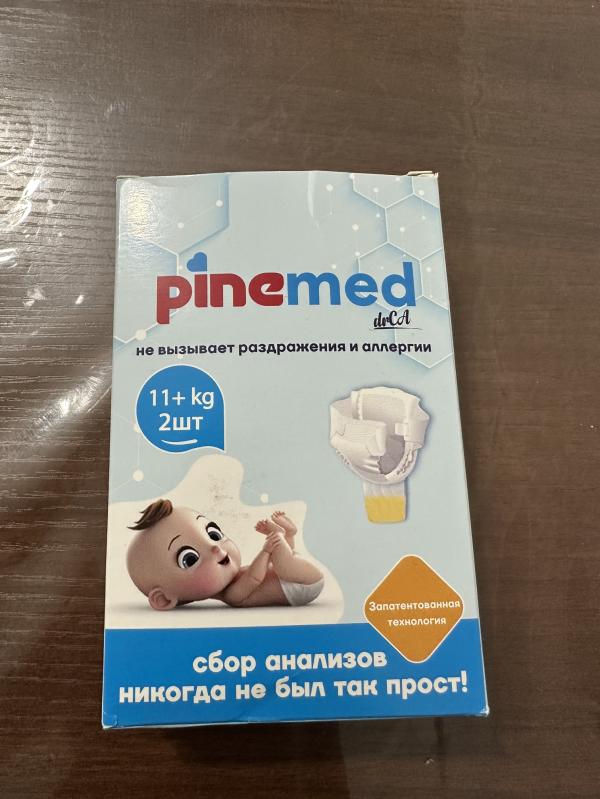 pinemed
drCA
не вызывает раздражения и аллергии
11+ kg
2шт
Запатентованная
технология
сбор анализов
никогда не был так прост!